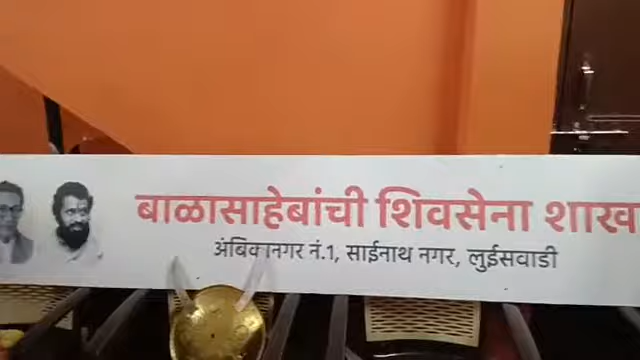 बाळासाहेबांची शिवसेना शाखा
अंबिकानगर नं.1, साईनाथ नगर, लुईसवाडी